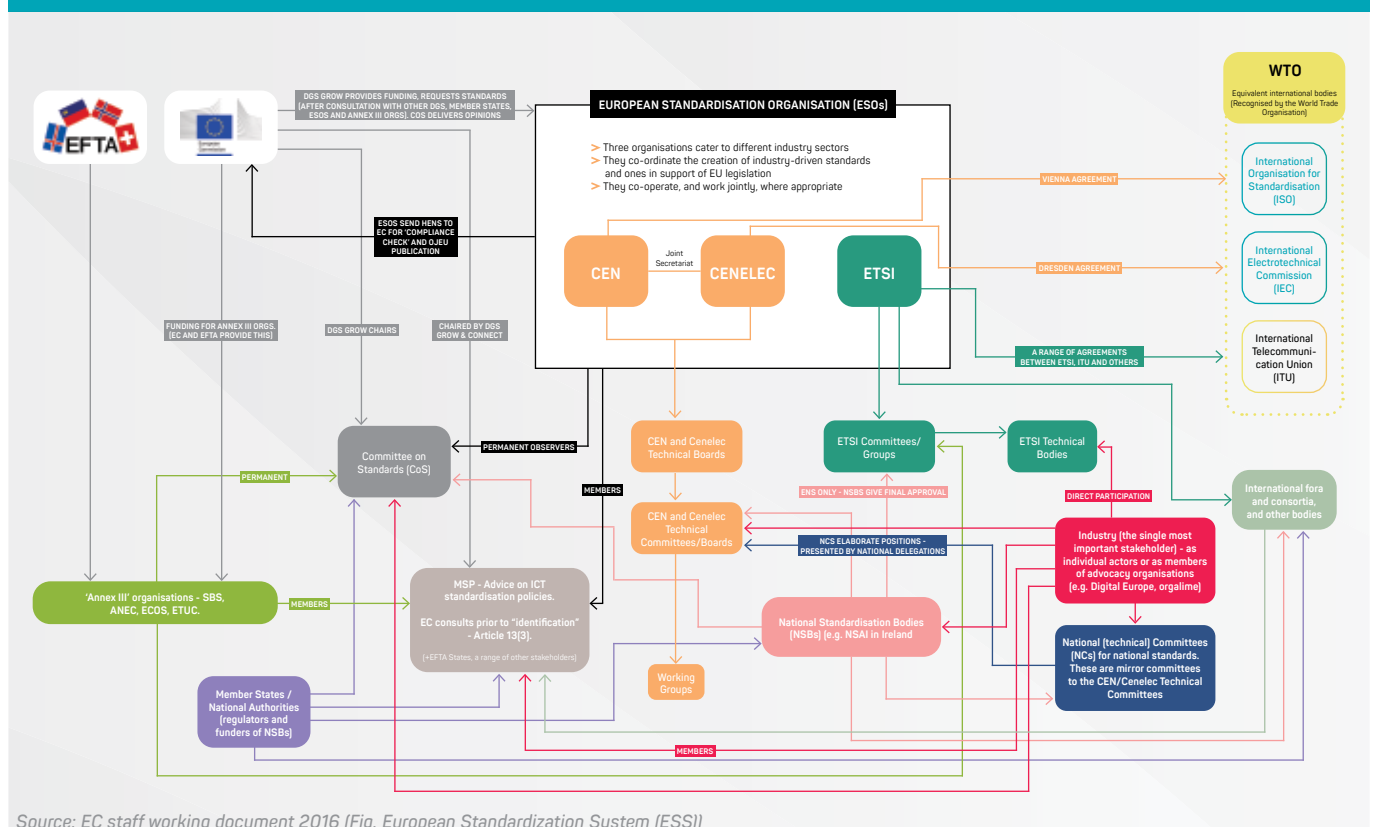 DGS GROW PROVIDES FUNDING, REQUESTS STANDARDS
(AFTER CONSULTATION WITH OTHER DGS, MEMBER STATES,
ESOS AND ANNEX III ORGS). COS DELIVERS OPINIONS
EUROPEAN STANDARDISATION ORGANISATION (ESOs)
WTO
Equivalent international bodies
(Recognised by the World Trade
Organisation)
EFTA
European
Commission
> Three organisations cater to different industry sectors
> They co-ordinate the creation of industry-driven standards
and ones in support of EU legislation
> They co-operate, and work jointly, where appropriate
International
Organisation for
Standardisation
(ISO)
VIENNA AGREEMENT
ESOS SEND HENS TO
EC FOR 'COMPLIANCE
CHECK' AND OJEU
PUBLICATION
CEN
Joint
Secretariat
CENELEC
ETSI
DRESDEN AGREEMENT
International
Electrotechnical
Commission
(IEC)
FUNDING FOR ANNEX III ORGS.
(EC AND EFTA PROVIDE THIS)
DGS GROW CHAIRS
CHAIRED BY DGS
GROW & CONNECT
A RANGE OF AGREEMENTS
BETWEEN ETSI, ITU AND OTHERS
International
Telecommuni-
cation Union
(ITU)
Committee on
Standards (CoS)
PERMANENT OBSERVERS
CEN and Cenelec
Technical Boards
ETSI Committees/
Groups
ETSI Technical
Bodies
PERMANENT
MEMBERS
ENS ONLY - NSBS GIVE FINAL APPROVAL
DIRECT PARTICIPATION
International fora
and consortia,
and other bodies
CEN and Cenelec
Technical
Committees/Boards
NCS ELABORATE POSITIONS -
PRESENTED BY NATIONAL DELEGATIONS
Industry (the single most
important stakeholder) - as
individual actors or as members
of advocacy organisations
(e.g. Digital Europe, orgalime)
'Annex III' organisations - SBS,
ANEC, ECOS, ETUC.
MEMBERS
MSP - Advice on ICT
standardisation policies.
EC consults prior to "identification"
- Article 13(3).
(+EFTA States, a range of other stakeholders)
National Standardisation Bodies
(NSBs) (e.g. NSAI in Ireland
National (technical) Committees
(NCs) for national standards.
These are mirror committees
to the CEN/Cenelec Technical
Committees
Working
Groups
Member States /
National Authorities
(regulators and
funders of NSBs)
MEMBERS
Source: EC staff working document 2016 (Fig. European Standardization System (ESS))